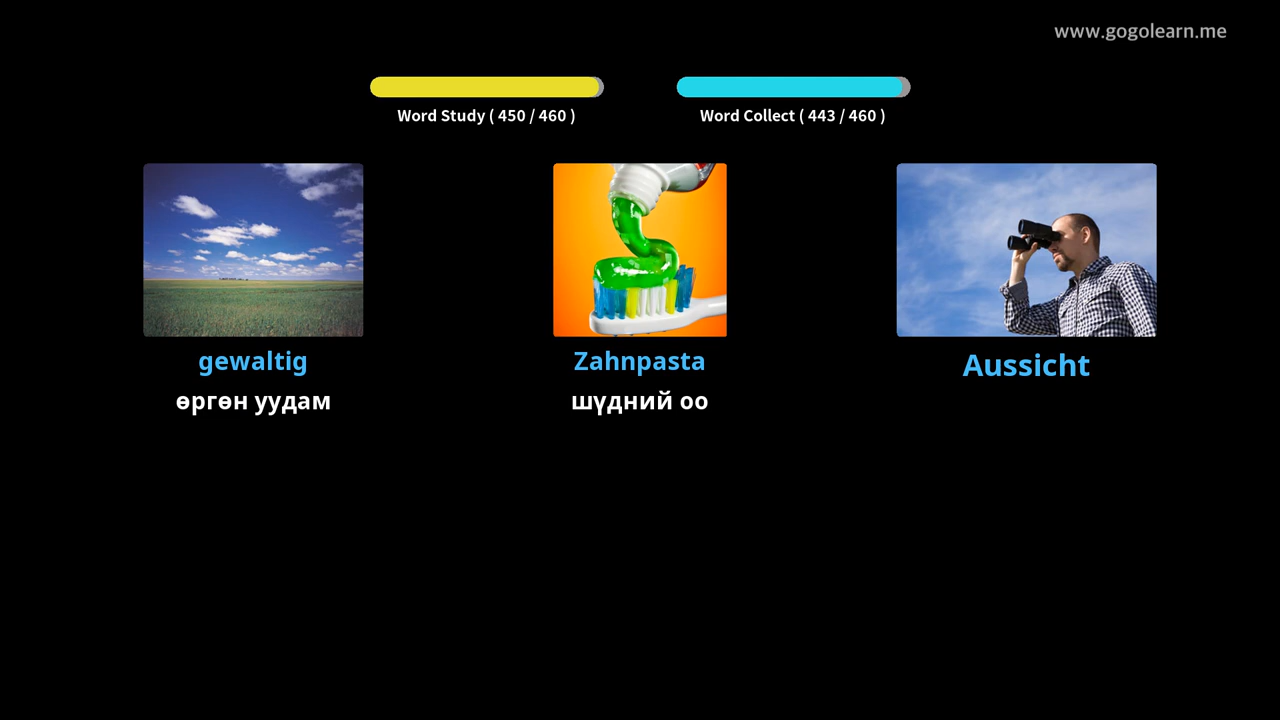 www.gogolearn.me
Word Study ( 450 / 460 )
Word Collect ( 443 / 460 )
gewaltig
өргөн уудам
Zahnpasta
шүдний оо
Aussicht